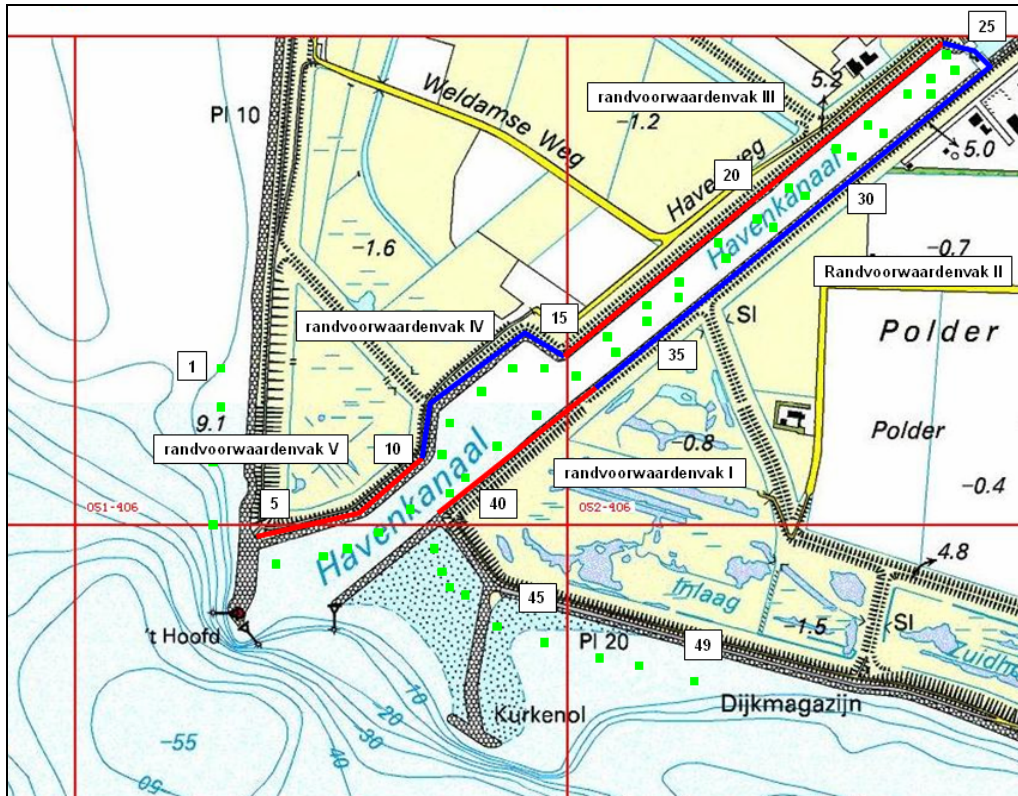 25
5.2
randvoorwaardenvak III
Weldamse Weg
Pl 10
-1.2
5.0
Havenweg
20
Havenkanaal
30
-1.6
-0.7
Randvoorwaardenvak II
randvoorwaardenvak IV
15
Sl
Polder
35
1
9.1
-0.8
Polder
randvoorwaardenvak V
10
Havenkanaal
randvoorwaardenvak I
-0.4
051-406
5
40
052-406
4.8
Inlaag
45
't Hoofd
Pl 20
49
-1.5
Sl
10
20
Kurkenol
Dijkmagazijn
-55
30
40
50